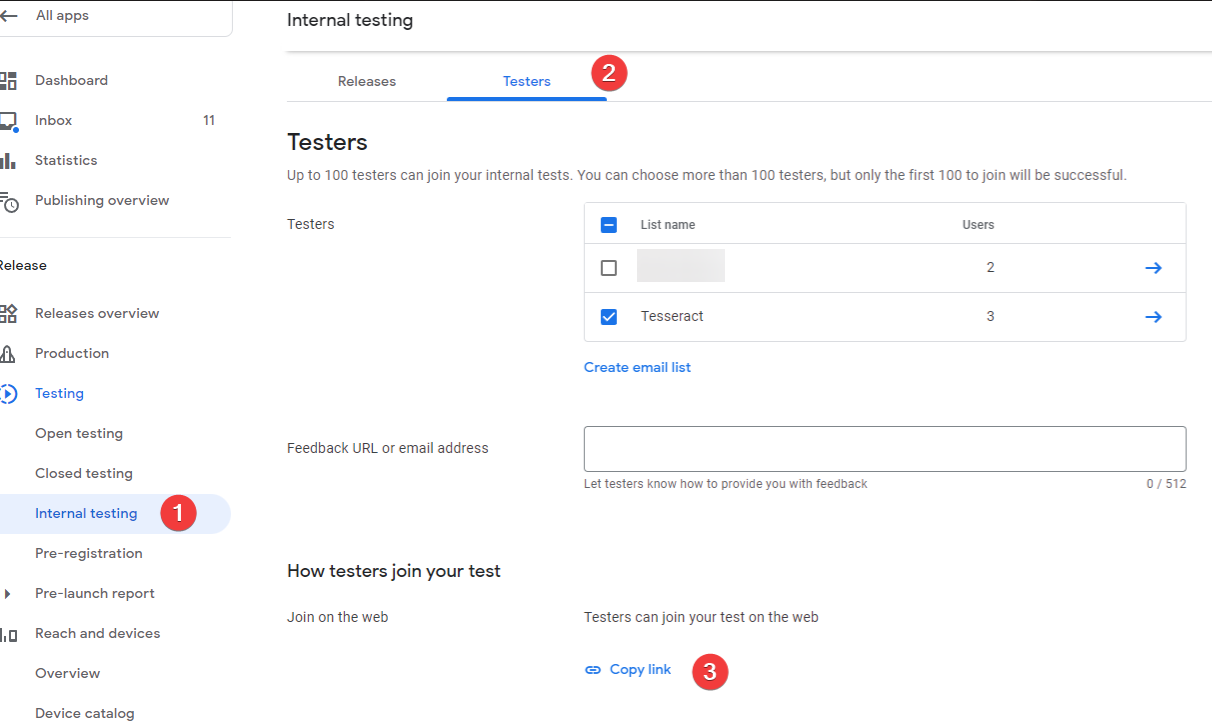 All apps
Dashboard
Inbox 11
Statistics
Publishing overview
Release
Releases overview
Production
Testing
Open testing
Closed testing
Internal testing 1
Pre-registration
Pre-launch report
Reach and devices
Overview
Device catalog
Internal testing
Releases Testers 2
Testers
Up to 100 testers can join your internal tests. You can choose more than 100 testers, but only the first 100 to join will be successful.
Testers
List name Users
2
Tesseract 3
Create email list
Feedback URL or email address
Let testers know how to provide you with feedback 0 / 512
How testers join your test
Join on the web Testers can join your test on the web
Copy link 3